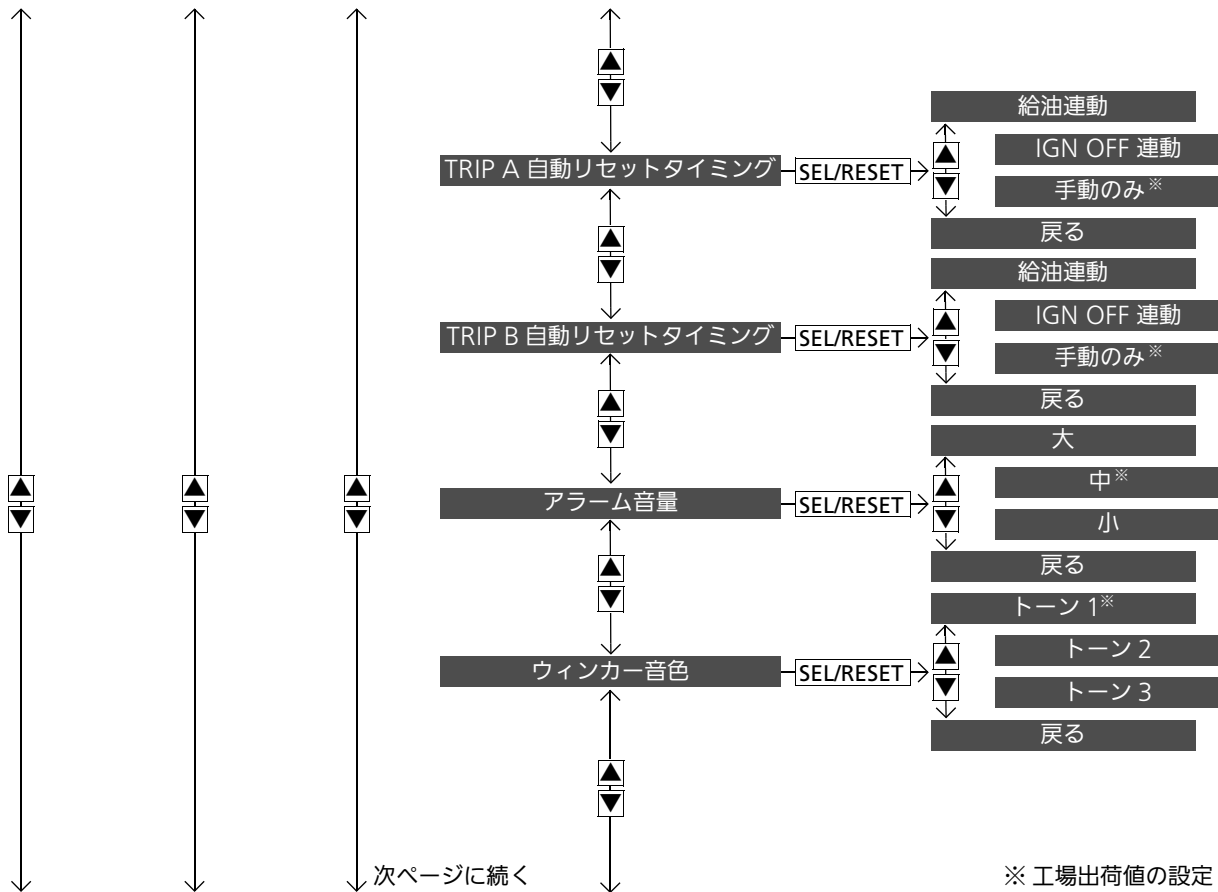 給油連動
TRIP A 自動リセットタイミング
SEL/RESET
IGN OFF 連動
手動のみ※
戻る
給油連動
TRIP B 自動リセットタイミング
SEL/RESET
IGN OFF 連動
手動のみ※
戻る
大
アラーム音量
SEL/RESET
中※
小
戻る
トーン 1※
ウィンカー音色
SEL/RESET
トーン 2
トーン 3
戻る
次ページに続く
※ 工場出荷値の設定